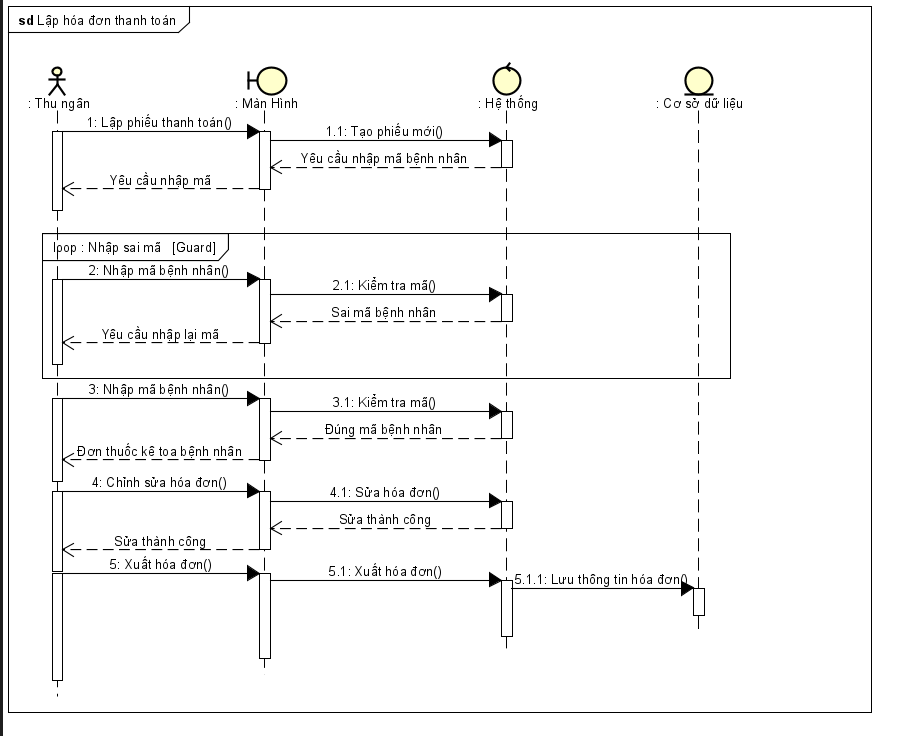 sd Lập hóa đơn thanh toán
: Thu ngân
: Màn Hình
: Hệ thống
: Cơ sở dữ liệu
1: Lập phiếu thanh toán()
1.1: Tạo phiếu mới()
Yêu cầu nhập mã bệnh nhân
Yêu cầu nhập mã
loop : Nhập sai mã [Guard]
2: Nhập mã bệnh nhân()
2.1: Kiểm tra mã()
Sai mã bệnh nhân
Yêu cầu nhập lại mã
3: Nhập mã bệnh nhân()
3.1: Kiểm tra mã()
Đúng mã bệnh nhân
Đơn thuốc kê toa bệnh nhân
4: Chỉnh sửa hóa đơn()
4.1: Sửa hóa đơn()
Sửa thành công
Sửa thành công
5: Xuất hóa đơn()
5.1: Xuất hóa đơn()
5.1.1: Lưu thông tin hóa đơn()